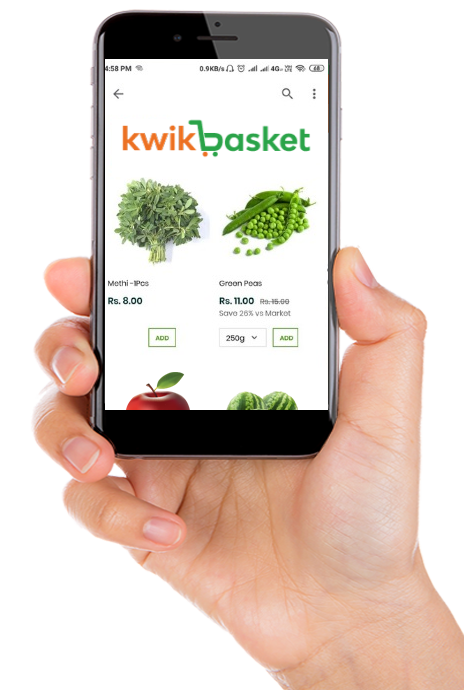 4:58 PM
0.9KB/s 4G 68
kwikbasket
Methi -1Pcs
Rs. 8.00
ADD
Green Peas
Rs. 11.00 Rs. 15.00
Save 26% vs Market
250g ADD